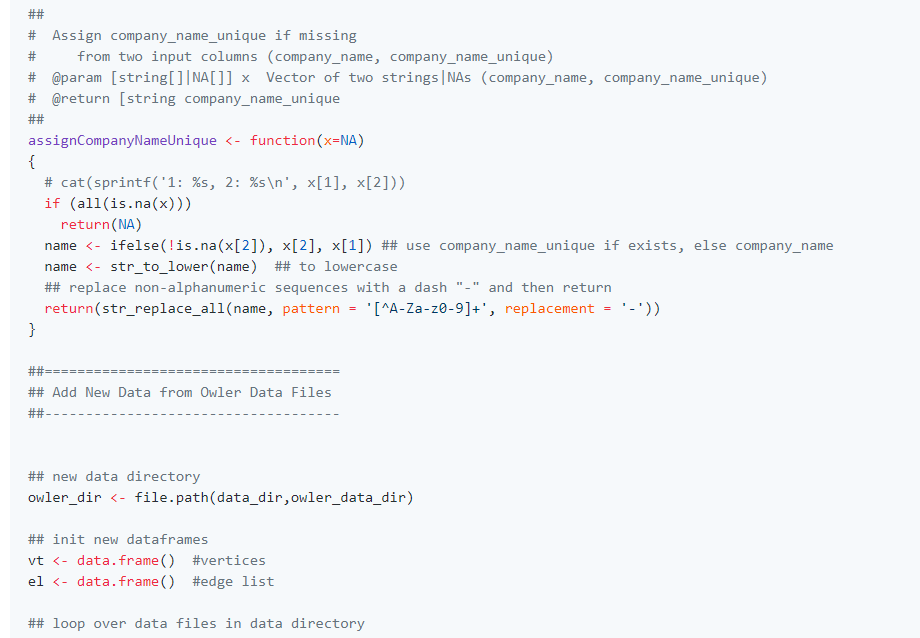 ##
#  Assign company_name_unique if missing
#     from two input columns (company_name, company_name_unique)
#  @param [string[]|NA[]] x  Vector of two strings|NAs (company_name, company_name_unique)
#  @return [string company_name_unique
##
assignCompanyNameUnique <- function(x=NA)
{
  # cat(sprintf('1: %s, 2: %s\n', x[1], x[2]))
  if (all(is.na(x)))
    return(NA)
  name <- ifelse(!is.na(x[2]), x[2], x[1]) ## use company_name_unique if exists, else company_name
  name <- str_to_lower(name)  ## to lowercase
  ## replace non-alphanumeric sequences with a dash "-" and then return
  return(str_replace_all(name, pattern = '[^A-Za-z0-9]+', replacement = '-'))
}
##====================================
## Add New Data from Owler Data Files
##------------------------------------
## new data directory
owler_dir <- file.path(data_dir,owler_data_dir)
## init new dataframes
vt <- data.frame()  #vertices
el <- data.frame()  #edge list
## loop over data files in data directory